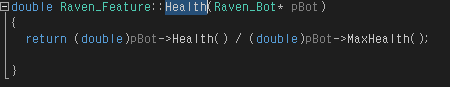 double Raven_Feature::Health(Raven_Bot* pBot)
{
  return (double)pBot->Health() / (double)pBot->MaxHealth();
}